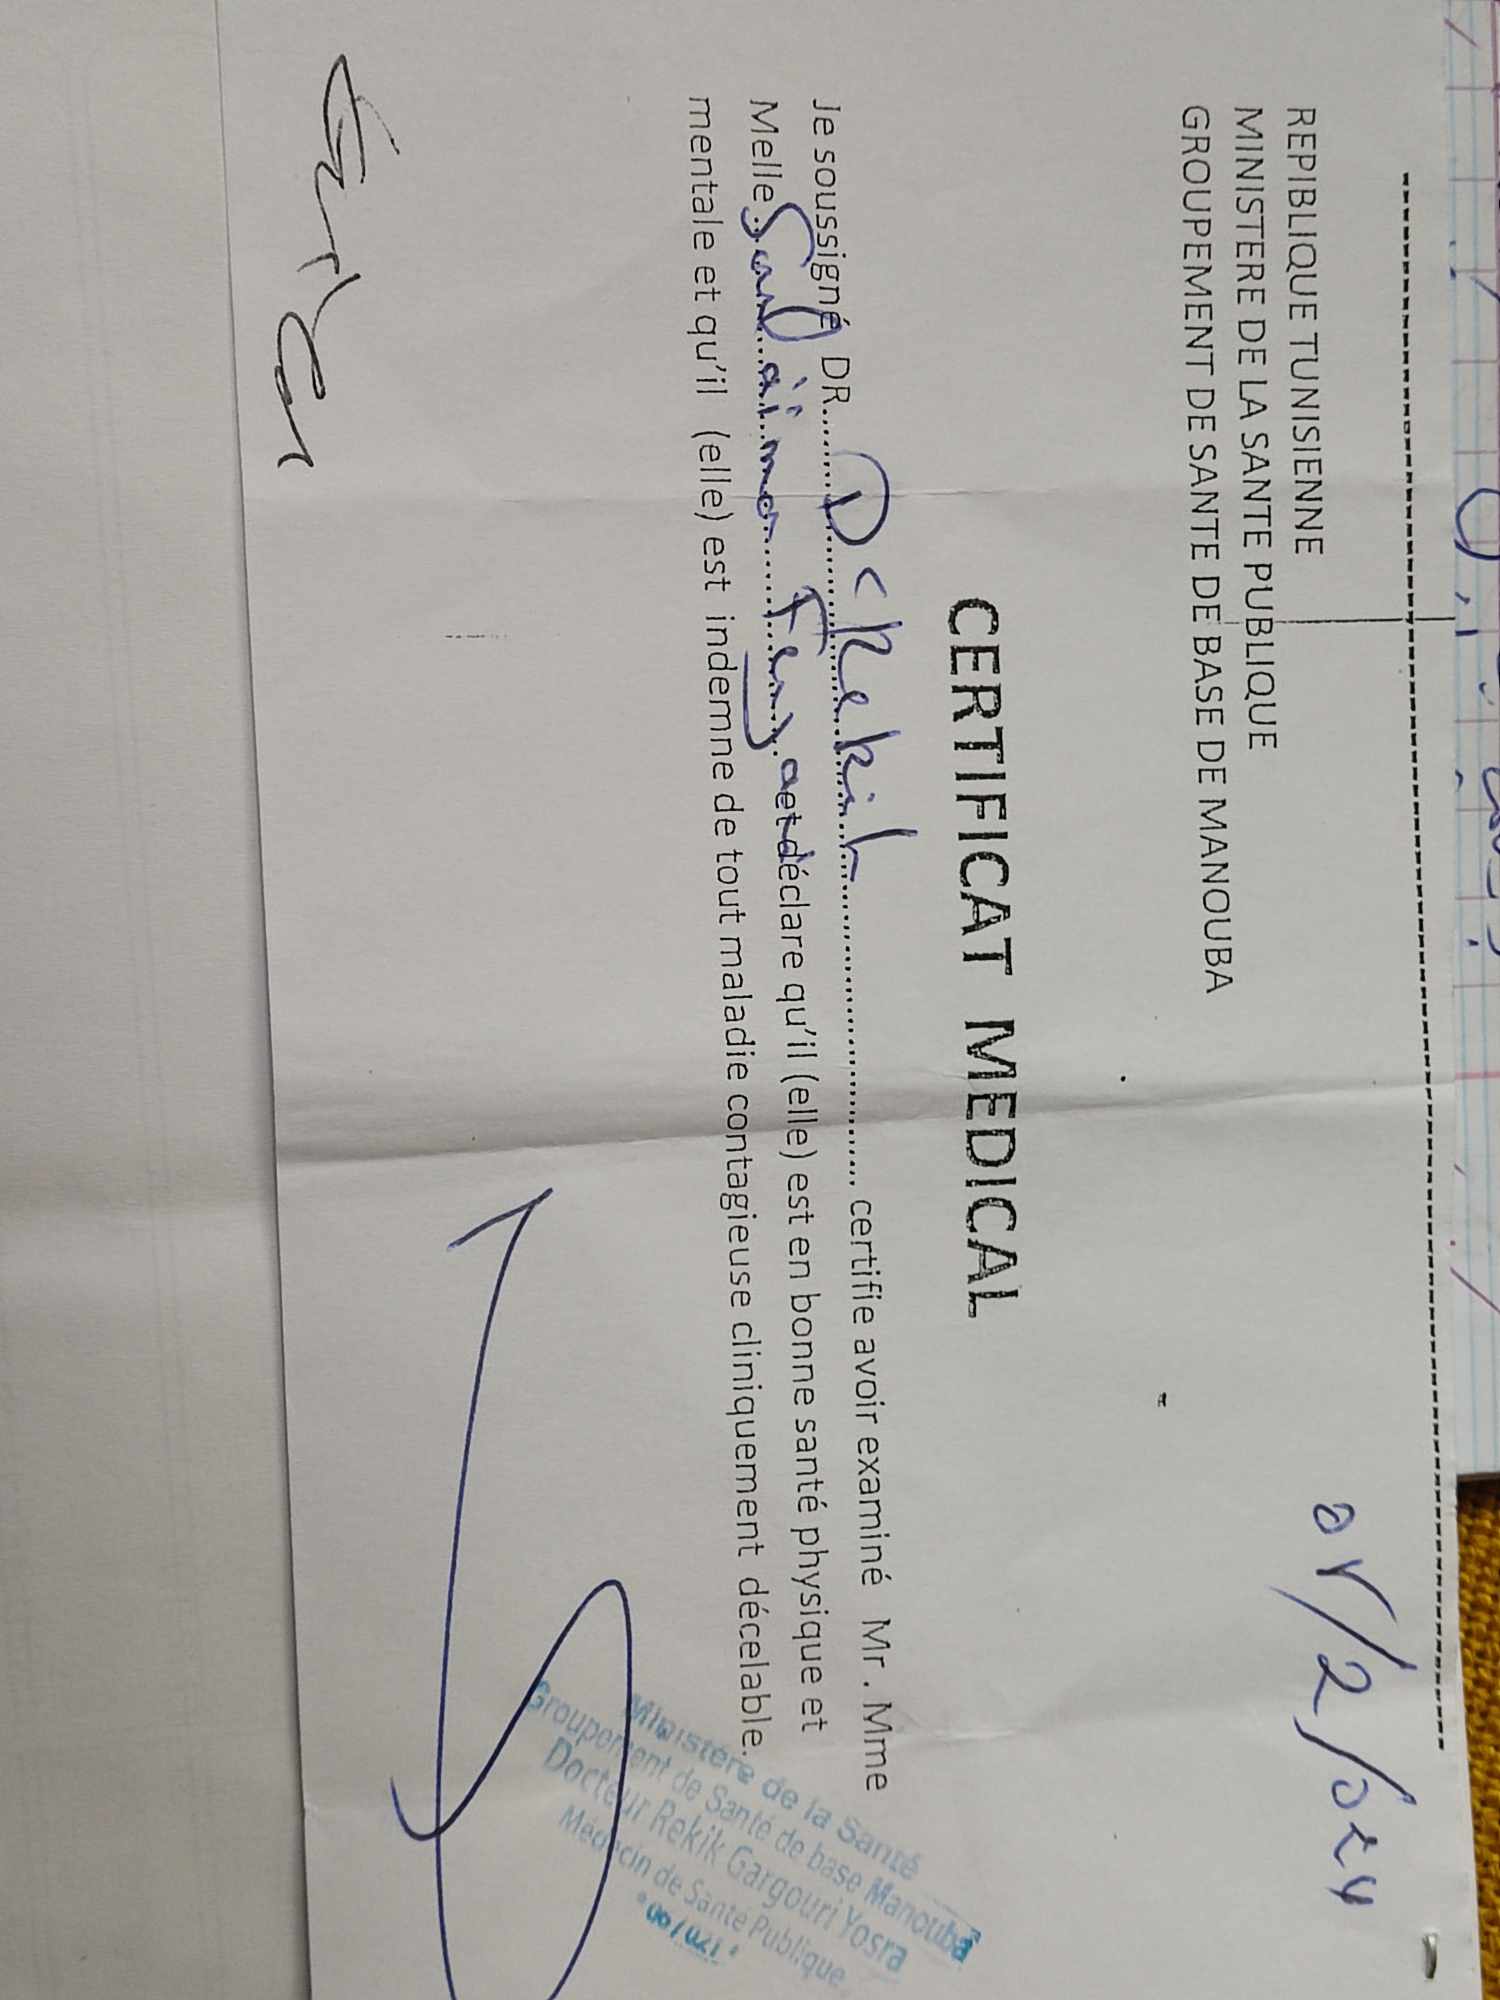 REPIBLIQUE TUNISIENNE
MINISTERE DE LA SANTE PUBLIQUE
GROUPEMENT DE SANTE DE BASE DE MANOUBA
CERTIFICAT MEDICAL
Je soussigné DR.......... Rekik .......... certifie avoir examiné Mr . Mme
Melle ........ et déclare qu'il (elle) est en bonne santé physique et
mentale et qu'il (elle) est indemne de tout maladie contagieuse cliniquement décelable.
Ministère de la Santé
Groupement de Santé de base Manouba
Docteur Rekik Gargouri Yosra
Médecin de Santé Publique